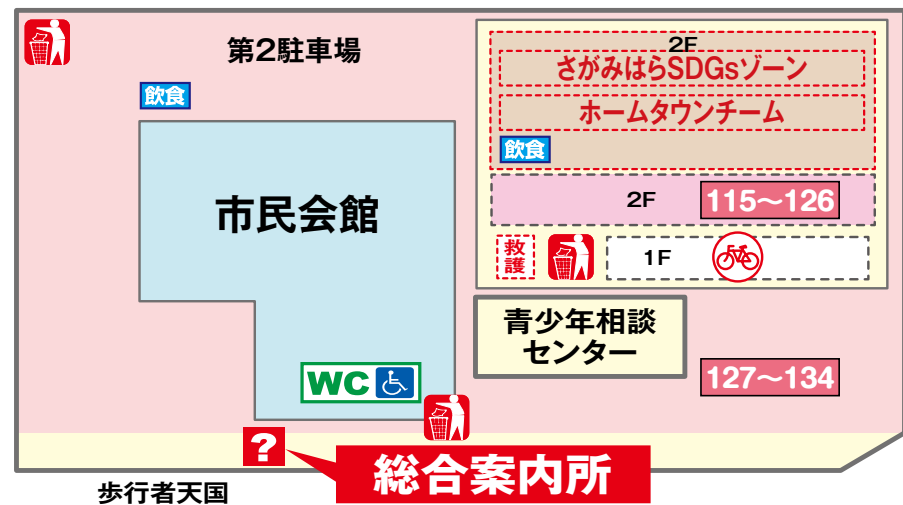 第2駐車場
飲食
2F
さがみはらSDGsゾーン
ホームタウンチーム
飲食
2F
115～126
救護
1F
市民会館
青少年相談
センター
127～134
WC
?
総合案内所
歩行者天国